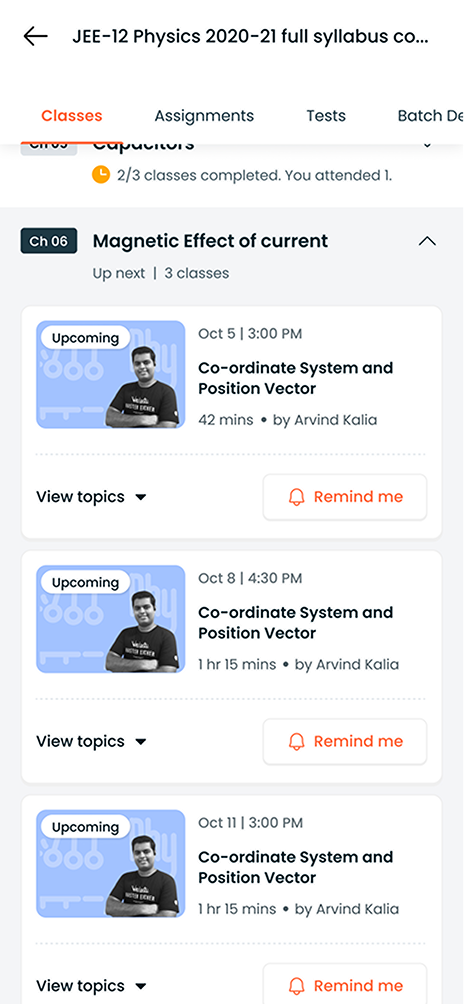 JEE-12 Physics 2020-21 full syllabus co...
Classes Assignments Tests Batch De
Ch 05 Capacitors
2/3 classes completed. You attended 1.
Ch 06 Magnetic Effect of current
Up next | 3 classes
Upcoming
Oct 5 | 3:00 PM
Co-ordinate System and
Position Vector
42 mins • by Arvind Kalia
View topics
Remind me
Upcoming
Oct 8 | 4:30 PM
Co-ordinate System and
Position Vector
1 hr 15 mins • by Arvind Kalia
View topics
Remind me
Upcoming
Oct 11 | 3:00 PM
Co-ordinate System and
Position Vector
1 hr 15 mins • by Arvind Kalia
View topics
Remind me